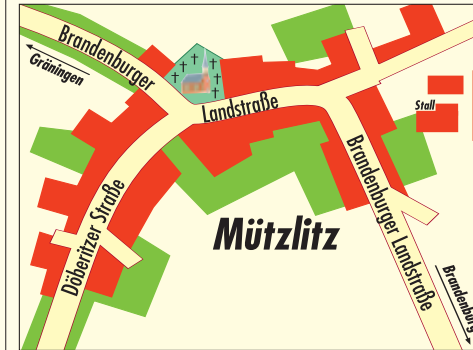 Brandenburger
Gräningen
Landstraße
Stall
Brandenburger Landstraße
Döberitzer Straße
Mützlitz
Brandenburg